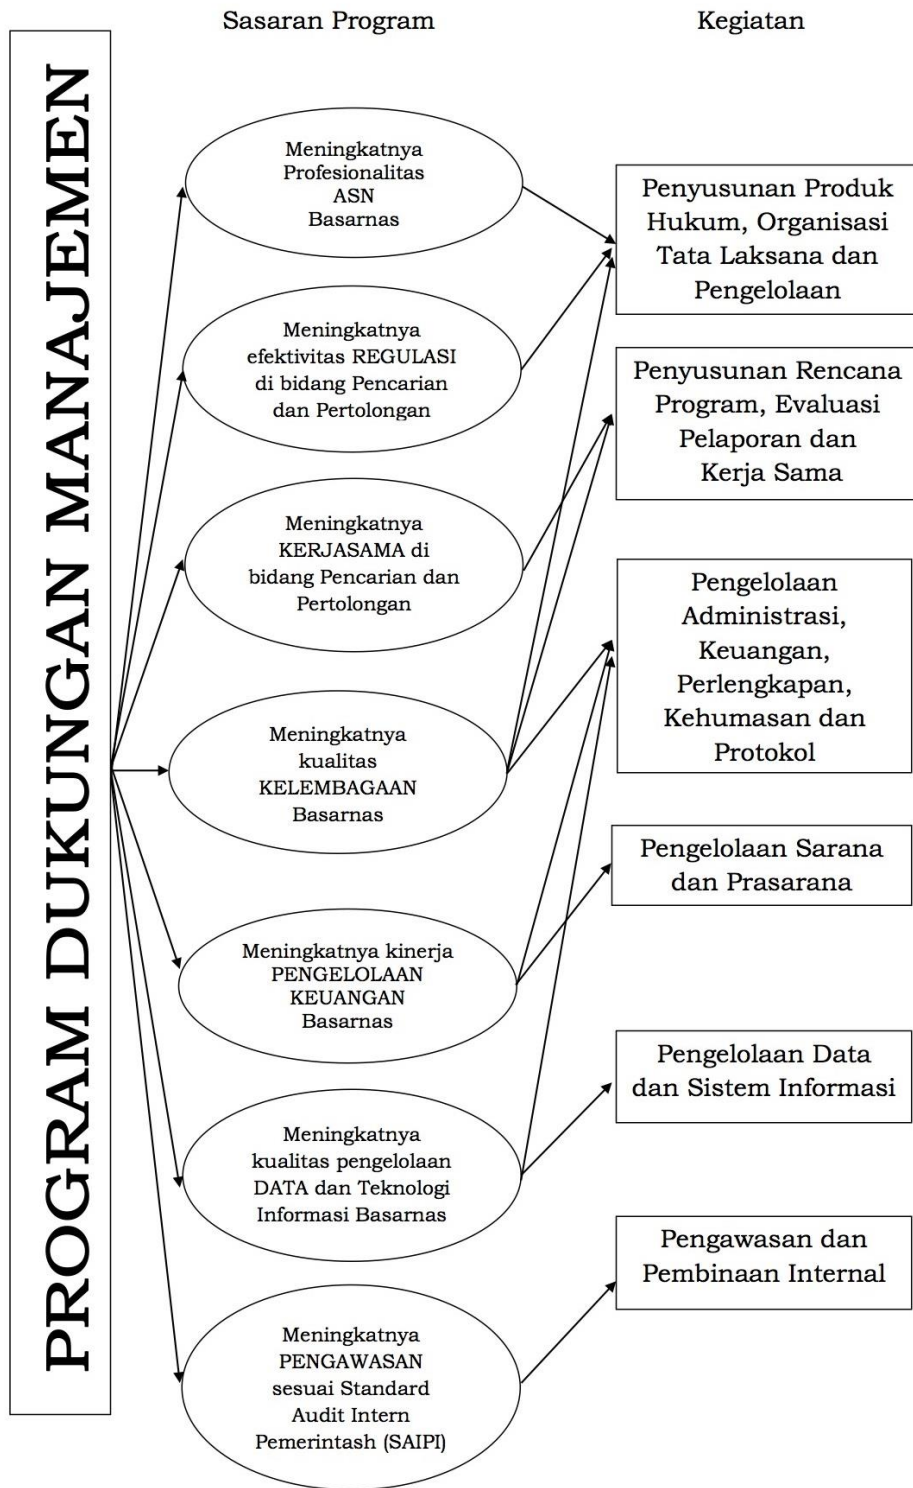 Sasaran Program
Kegiatan
PROGRAM DUKUNGAN MANAJEMEN
Meningkatnya
Profesionalitas
ASN
Basarnas
Meningkatnya
efektivitas REGULASI
di bidang Pencarian
dan Pertolongan
Meningkatnya
KERJASAMA di
bidang Pencarian dan
Pertolongan
Meningkatnya
kualitas
KELEMBAGAAN
Basarnas
Meningkatnya kinerja
PENGELOLAAN
KEUANGAN
Basarnas
Meningkatnya
kualitas pengelolaan
DATA dan Teknologi
Informasi Basarnas
Meningkatnya
PENGAWASAN
sesuai Standard
Audit Intern
Pemerintash (SAIPI)
Penyusunan Produk
Hukum, Organisasi
Tata Laksana dan
Pengelolaan
Penyusunan Rencana
Program, Evaluasi
Pelaporan dan
Kerja Sama
Pengelolaan
Administrasi,
Keuangan,
Perlengkapan,
Kehumasan dan
Protokol
Pengelolaan Sarana
dan Prasarana
Pengelolaan Data
dan Sistem Informasi
Pengawasan dan
Pembinaan Internal